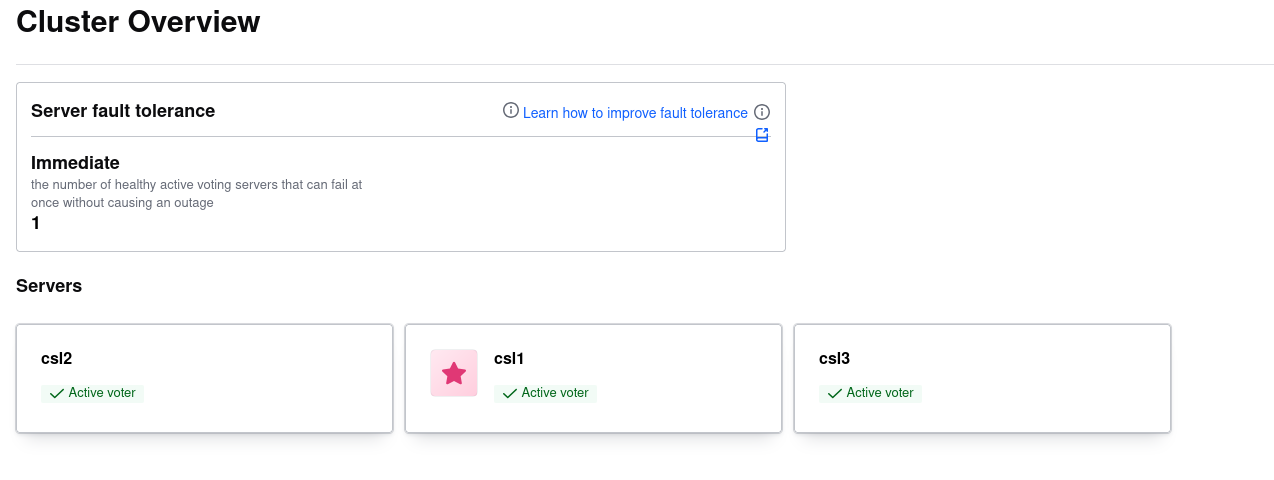 Cluster Overview
Server fault tolerance
Learn how to improve fault tolerance
Immediate
the number of healthy active voting servers that can fail at
once without causing an outage
1
Servers
csl2
Active voter
csl1
Active voter
csl3
Active voter